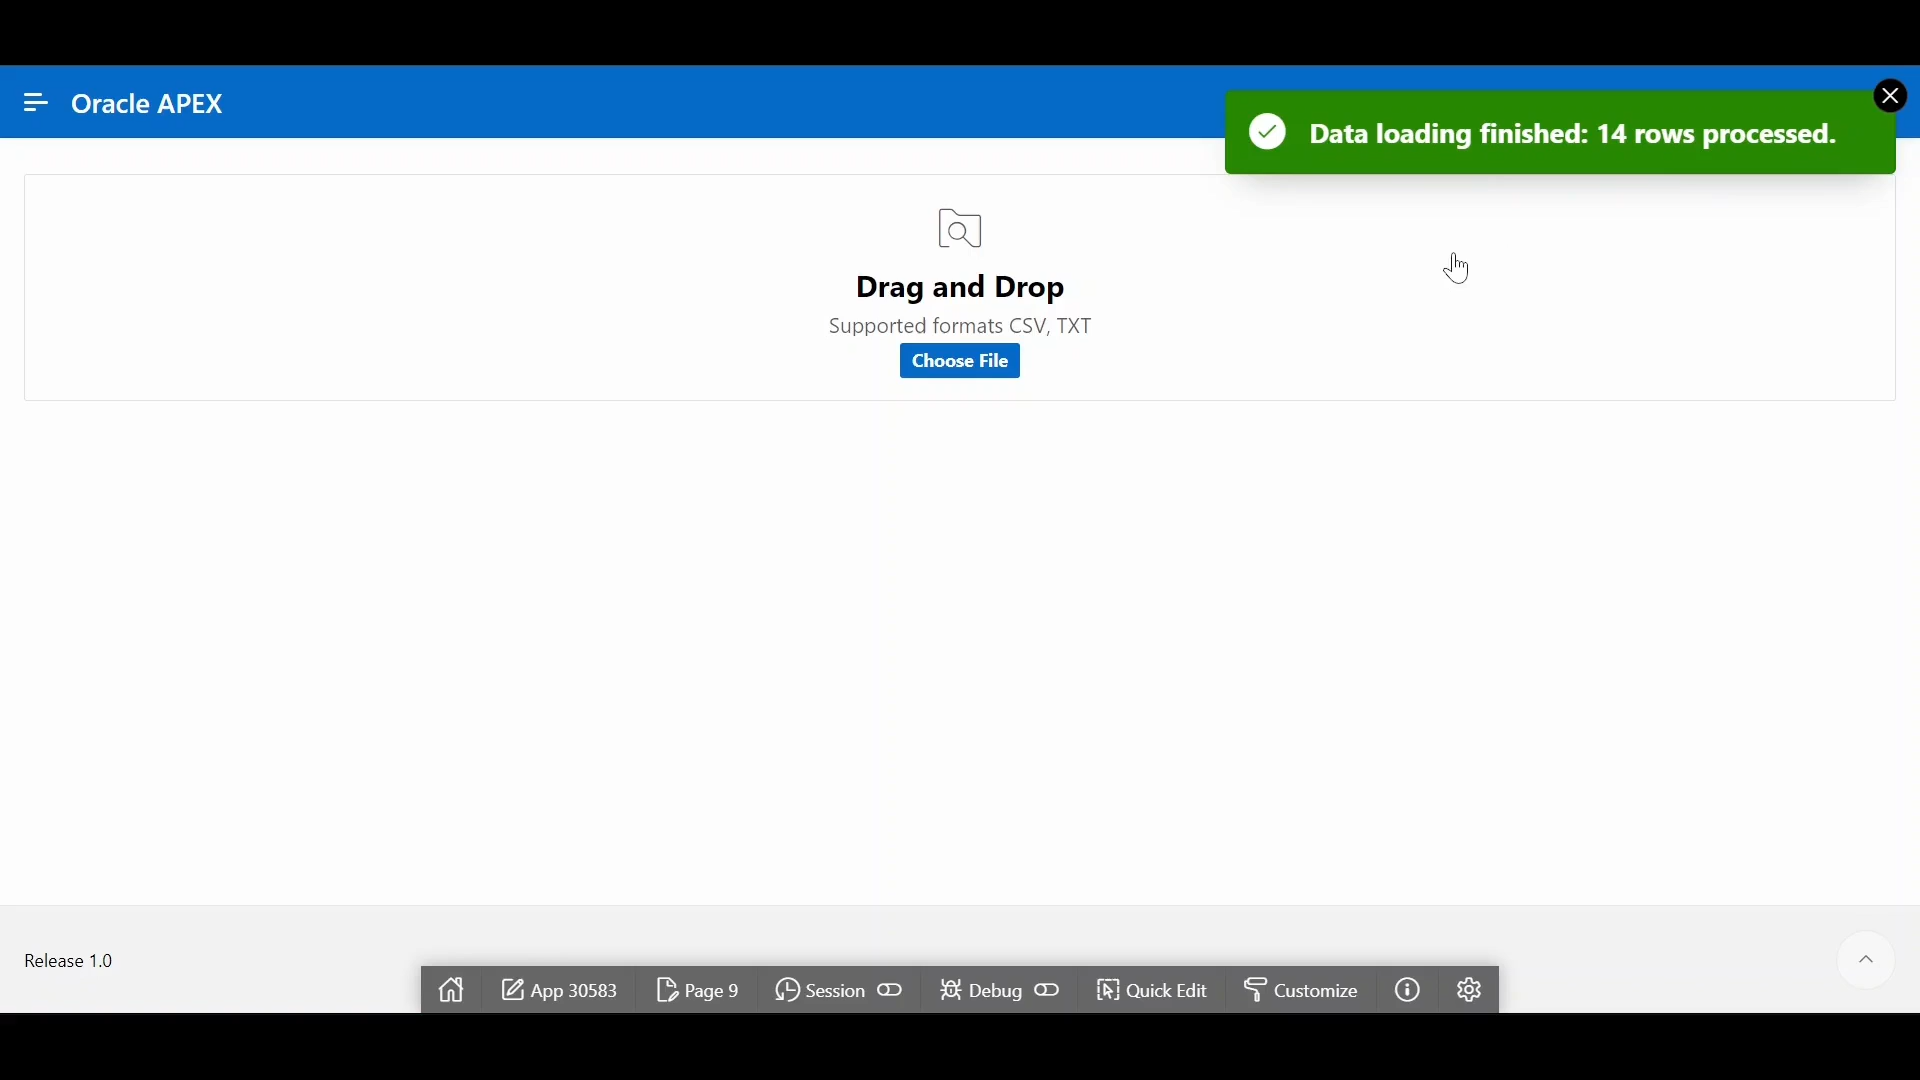 Oracle APEX
Data loading finished: 14 rows processed.
Drag and Drop
Supported formats CSV, TXT
Choose File
Release 1.0
App 30583
Page 9
Session
Debug
Quick Edit
Customize